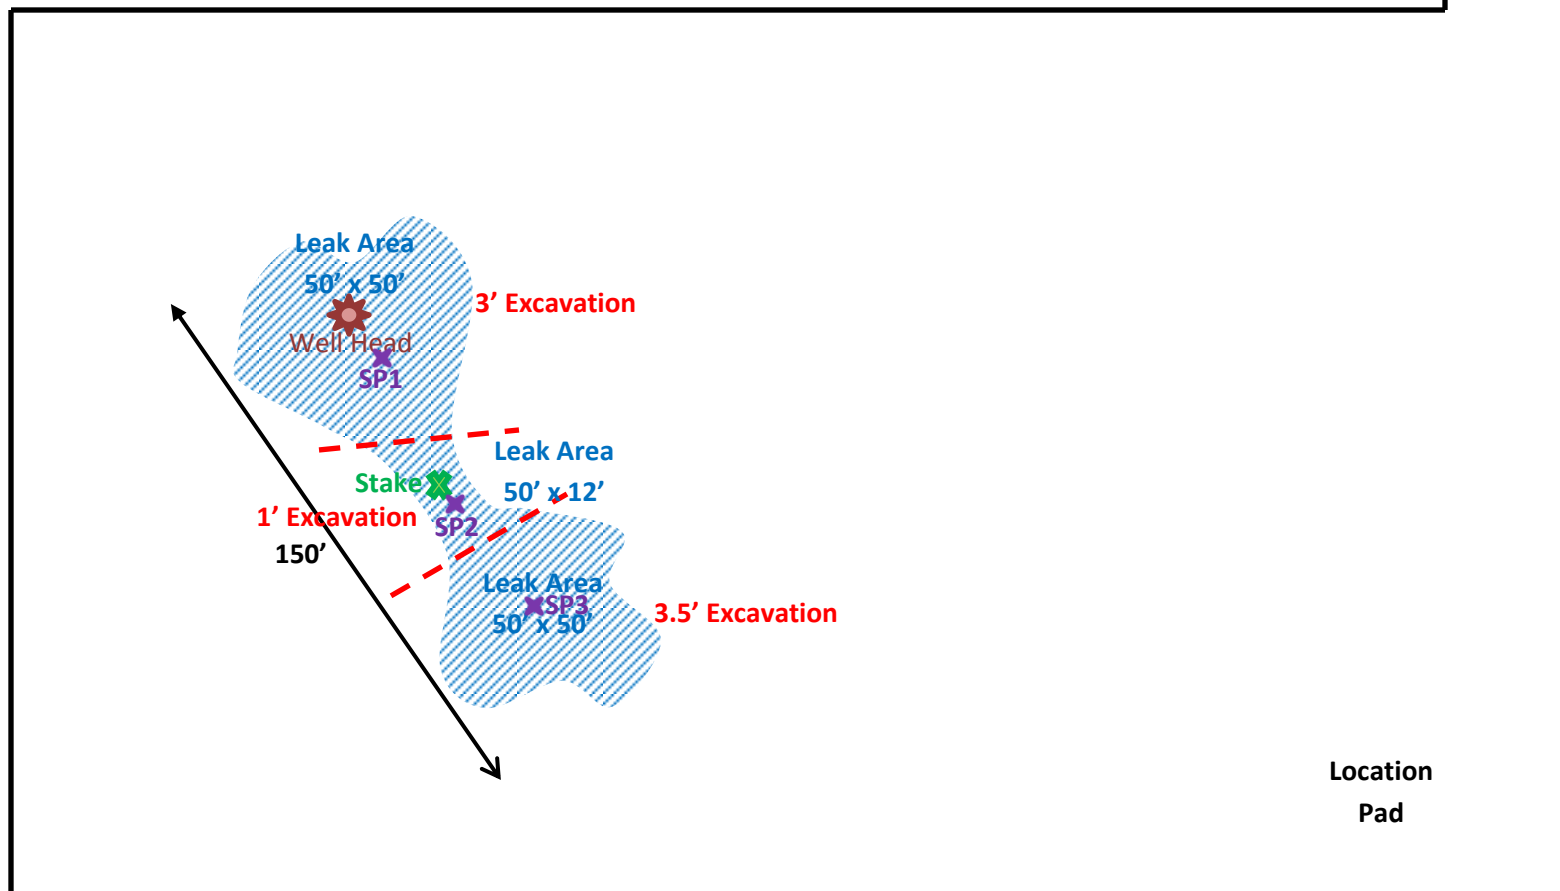 Leak Area
50’ x 50’
3’ Excavation
Well Head
SP1
Leak Area
50’ x 12’
Stake
1’ Excavation
SP2
150’
Leak Area
SP3
50’ x 50’
3.5’ Excavation
Location
Pad